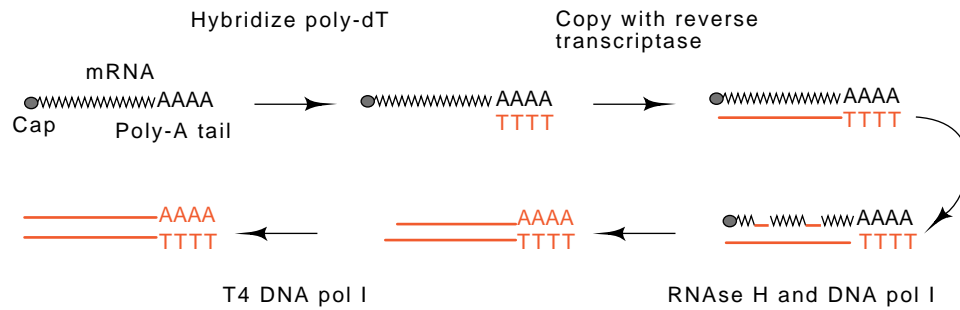 Hybridize poly-dT
Copy with reverse
transcriptase
mRNA
AAAA
Cap
Poly-A tail
AAAA
TTTT
AAAA
TTTT
AAAA
TTTT
AAAA
TTTT
AAAA
TTTT
T4 DNA pol I
RNAse H and DNA pol I